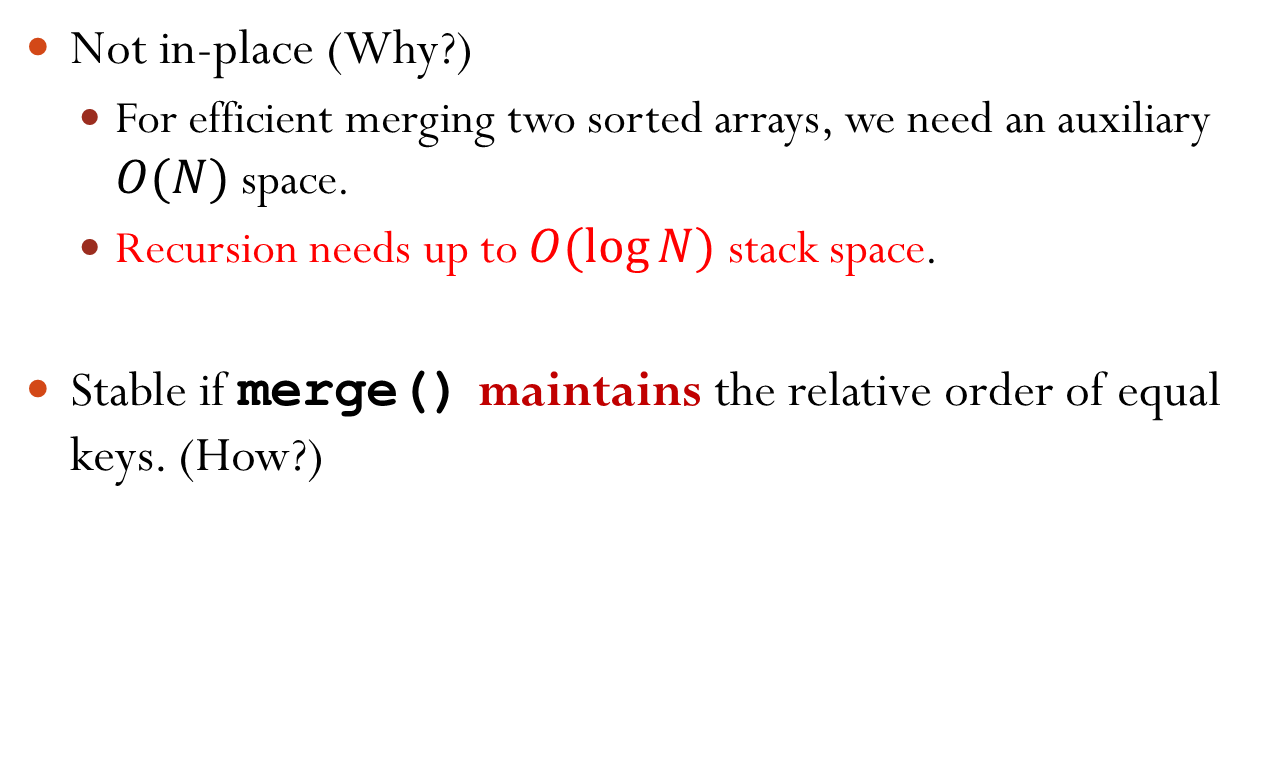 • Not in-place (Why?)
• For efficient merging two sorted arrays, we need an auxiliary
O(N) space.
• Recursion needs up to O(log N) stack space.
• Stable if merge() maintains the relative order of equal
keys. (How?)